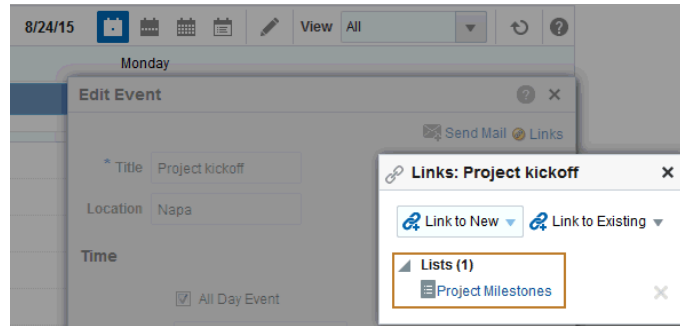 8/24/15 View All
Monday
Edit Event
Send Mail Links
* Title Project kickoff
Location Napa
Time
All Day Event
Links: Project kickoff
Link to New Link to Existing
Lists (1)
Project Milestones